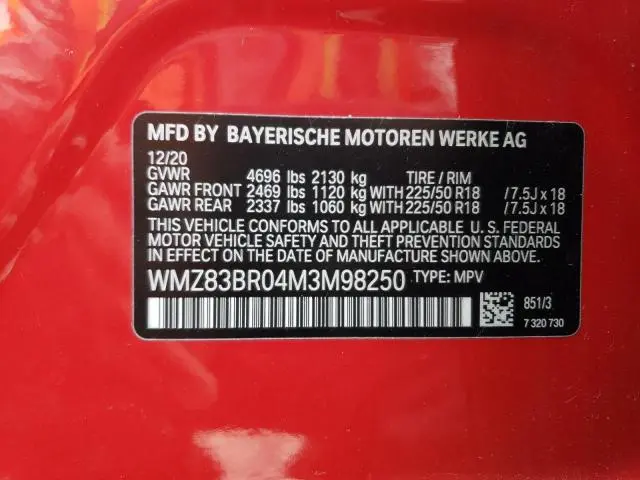 MFD BY BAYERISCHE MOTOREN WERKE AG
12/20
GVWR 4696 lbs 2130 kg TIRE / RIM
GAWR FRONT 2469 lbs 1120 kg WITH 225/50 R18 /7.5J x 18
GAWR REAR 2337 lbs 1060 kg WITH 225/50 R18 /7.5J x 18
THIS VEHICLE CONFORMS TO ALL APPLICABLE U. S. FEDERAL
MOTOR VEHICLE SAFETY AND THEFT PREVENTION STANDARDS
IN EFFECT ON THE DATE OF MANUFACTURE SHOWN ABOVE.
WMZ83BR04M3M98250 TYPE: MPV
851/3
7 320 730